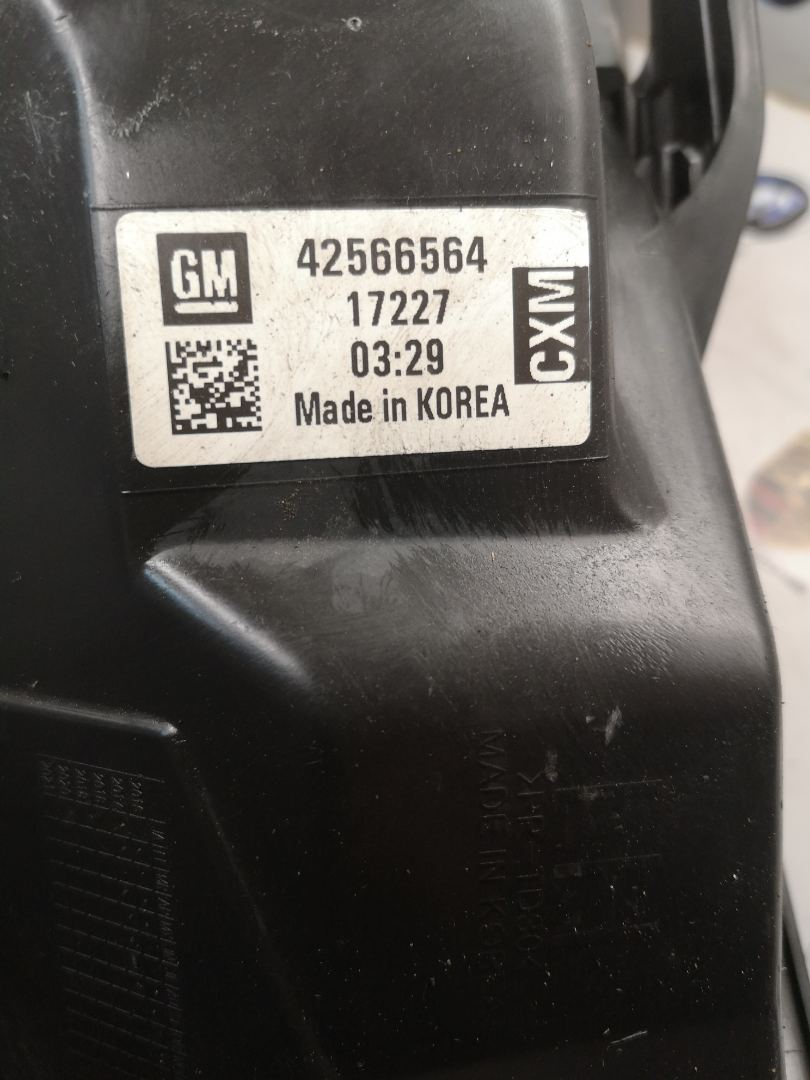 GM
42566564
17227
03:29
Made in KOREA
CXM
MADE IN KOREA